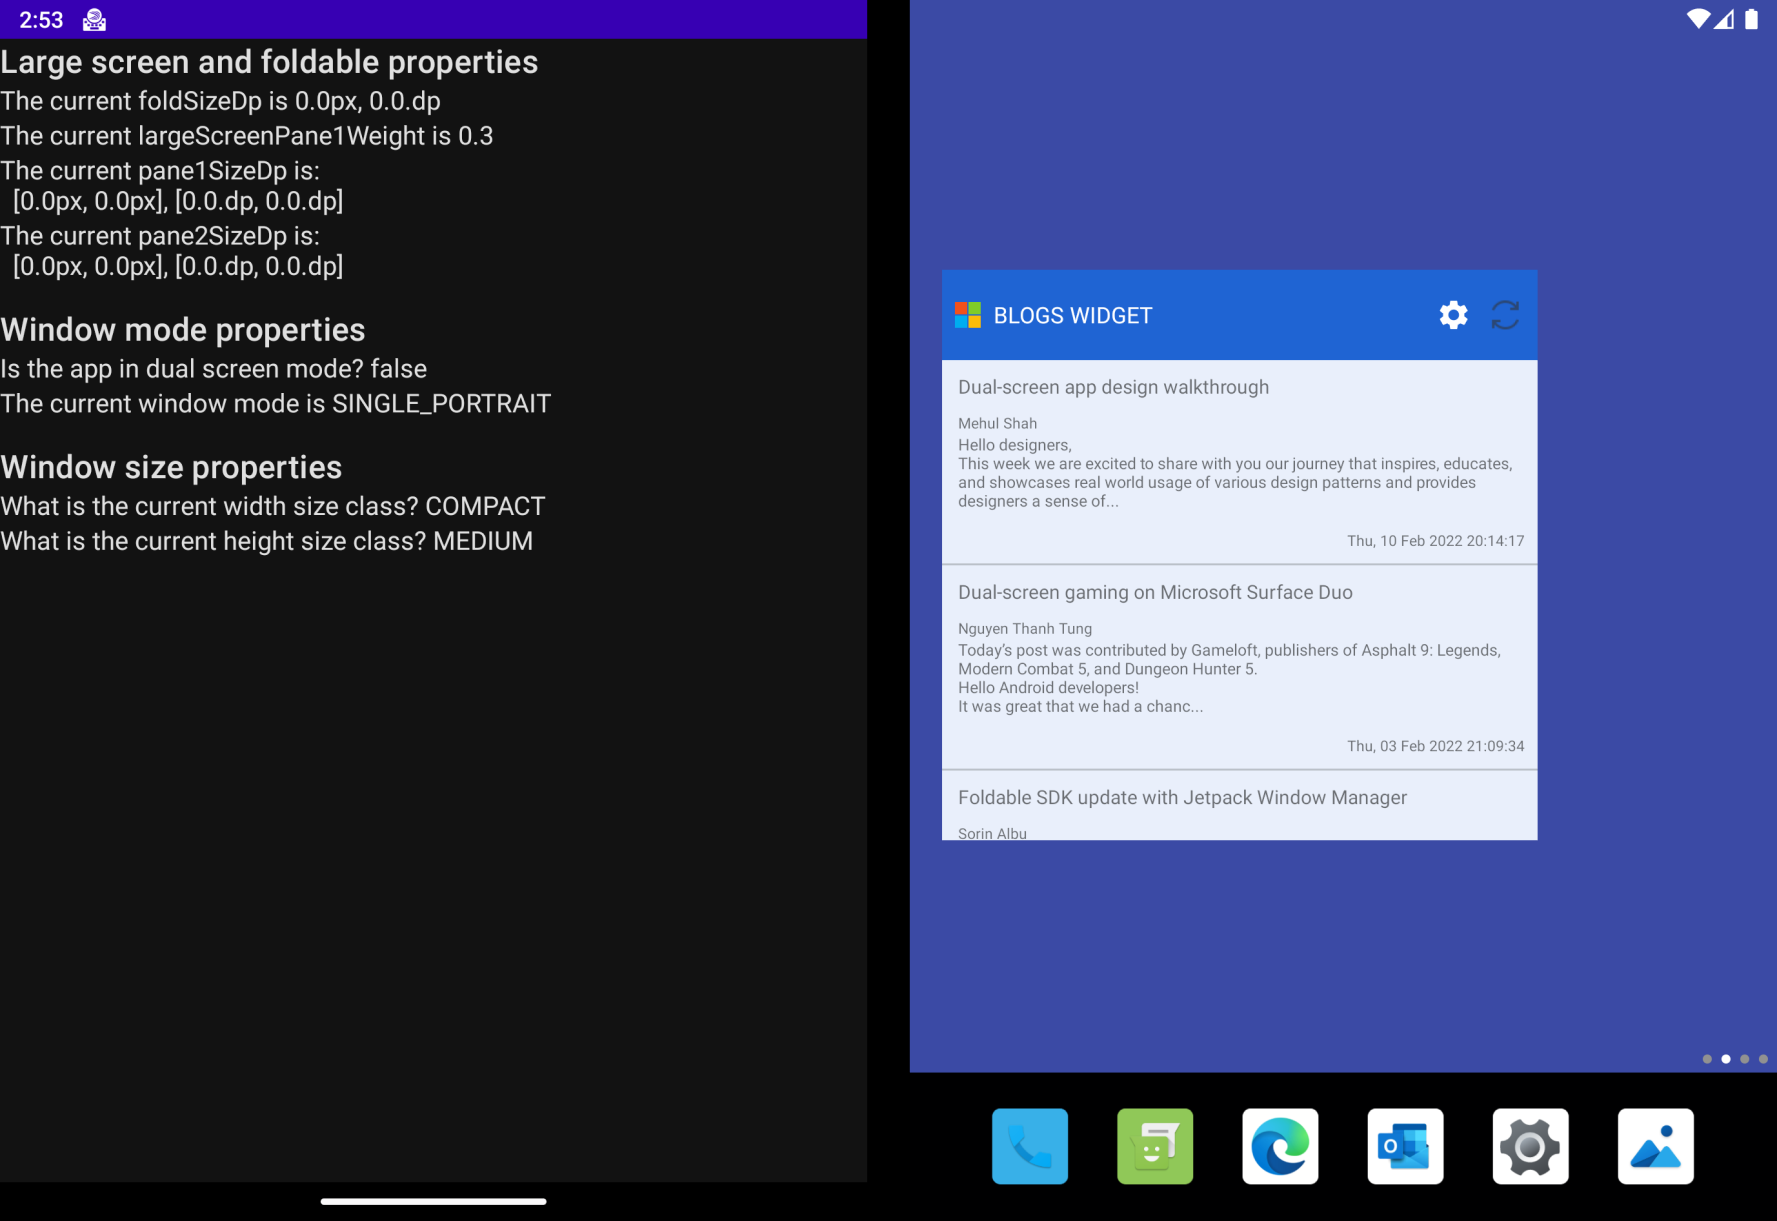 2:53
Large screen and foldable properties
The current foldSizeDp is 0.0px, 0.0.dp
The current largeScreenPane1Weight is 0.3
The current pane1SizeDp is:
[0.0px, 0.0px], [0.0.dp, 0.0.dp]
The current pane2SizeDp is:
[0.0px, 0.0px], [0.0.dp, 0.0.dp]
Window mode properties
Is the app in dual screen mode? false
The current window mode is SINGLE_PORTRAIT
Window size properties
What is the current width size class? COMPACT
What is the current height size class? MEDIUM
BLOGS WIDGET
Dual-screen app design walkthrough
Mehul Shah
Hello designers,
This week we are excited to share with you our journey that inspires, educates,
and showcases real world usage of various design patterns and provides
designers a sense of...
Thu, 10 Feb 2022 20:14:17
Dual-screen gaming on Microsoft Surface Duo
Nguyen Thanh Tung
Today's post was contributed by Gameloft, publishers of Asphalt 9: Legends,
Modern Combat 5, and Dungeon Hunter 5.
Hello Android developers!
It was great that we had a chanc...
Thu, 03 Feb 2022 21:09:34
Foldable SDK update with Jetpack Window Manager
Sorin Albu
O